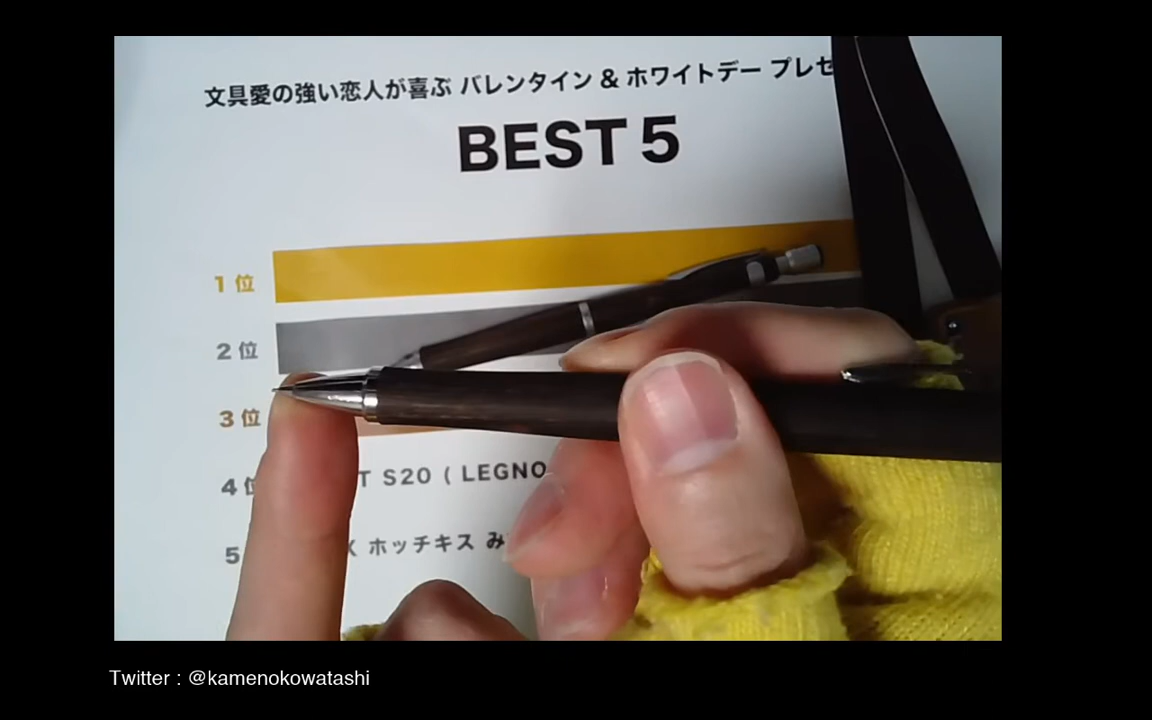 文具愛の強い恋人が喜ぶ バレンタイン & ホワイトデー プレゼ
BEST 5
1 位
2 位
3 位
4 位 T S20 ( LEGNO
5 ホッチキス み
Twitter : @kamenokowatashi